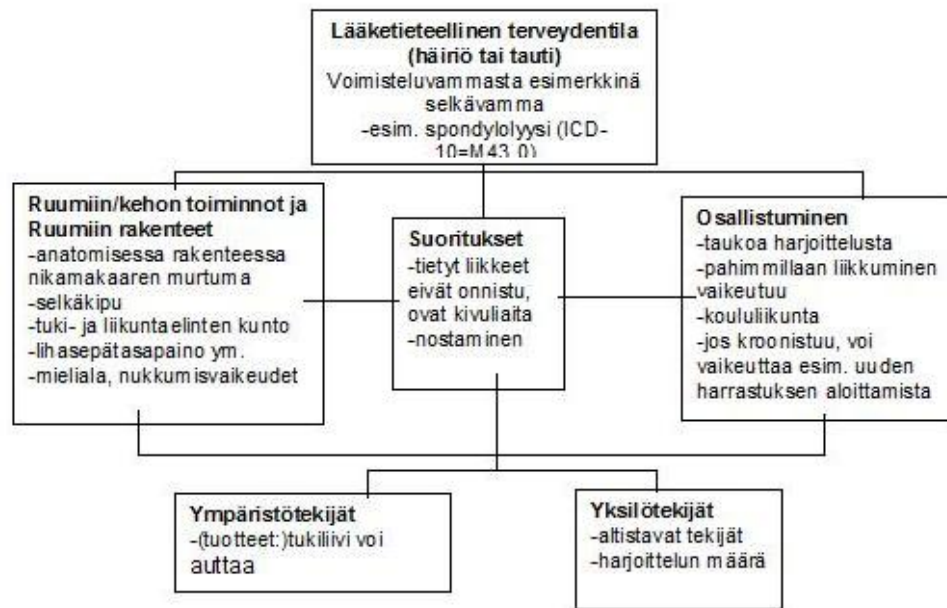 Lääketieteellinen terveydentila
(häiriö tai tauti)
Voimisteluvammasta esimerkkinä
selkävamma
-esim. spondylolyysi (ICD-
10=M43.0)
Ruumiin/kehon toiminnot ja
Ruumiin rakenteet
-anatomisessa rakenteessa
nikamakaaren murtuma
-selkäkipu
-tuki- ja liikuntaelinten kunto
-lihasepätasapaino ym.
-mieliala, nukkumisvaikeudet
Suoritukset
-tietyt liikkeet
eivät onnistu,
ovat kivuliaita
-nostaminen
Osallistuminen
-taukoa harjoittelusta
-pahimmillaan liikkuminen
vaikeutuu
-koululiikunta
-jos kroonistuu, voi
vaikeuttaa esim. uuden
harrastuksen aloittamista
Ympäristötekijät
-(tuotteet:)tukiliivi voi
auttaa
Yksilötekijät
-altistavat tekijät
-harjoittelun määrä